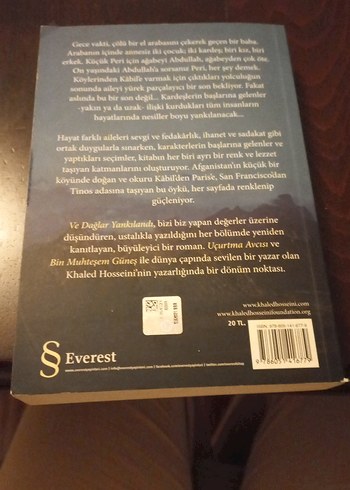 Gece vakti, çölü bir el arabasını çekerek geçen bir baba.
Arabanın içinde annesiz iki çocuk; iki kardeş, biri kız, biri
erkek. Küçük Peri için ağabeyi Abdullah, ağabeyden çok öte.
On yaşındaki Abdullah'a sorsanız Peri, her şey demek.
Köylerinden Kâbil'e varmak için çıktıkları yolculuğun
sonunda aileyi yürek parçalayıcı bir son bekliyor. Fakat
aslında bu bir son değil... Kardeşlerin başlarına gelenler
-yakın ya da uzak- ilişki kurdukları tüm insanların
hayatlarında nesiller boyu yankılanacak...
Hayat farklı aileleri sevgi ve fedakârlık, ihanet ve sadakat gibi
ortak duygularla sınarken, karakterlerin başlarına gelenler ve
yaptıkları seçimler, kitabın her biri ayrı bir renk ve lezzet
taşıyan katmanlarını oluşturuyor. Afganistan'ın küçük bir
köyünde doğan ve okuru Kâbil'den Paris'e, San Francisco'dan
Tinos adasına taşıyan bu öykü, her sayfada renklenip
güçleniyor.
Ve Dağlar Yankılandı, bizi biz yapan değerler üzerine
düşündüren, ustalıkla yazıldığını her bölümde yeniden
kanıtlayan, büyüleyici bir roman. Uçurtma Avcısı ve
Bin Muhteşem Güneş ile dünya çapında sevilen bir yazar olan
Khaled Hosseini'nin yazarlığında bir dönüm noktası.
www.khaledhosseini.com
www.khaledhosseinifoundation.org
20 TL.
Everest